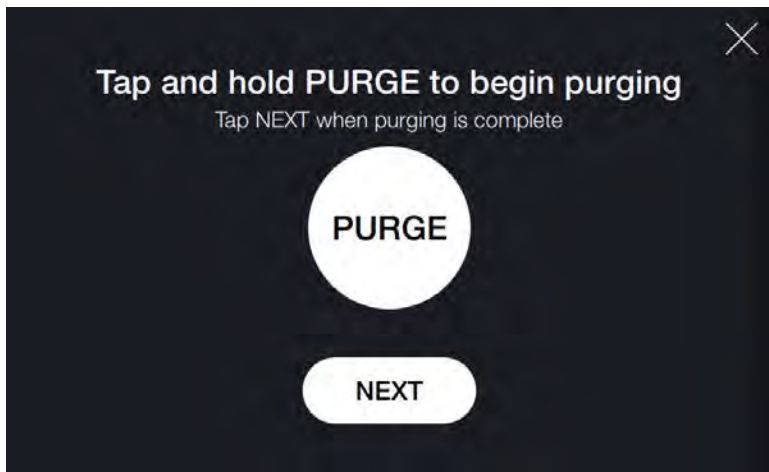 Tap and hold PURGE to begin purging
Tap NEXT when purging is complete
PURGE
NEXT